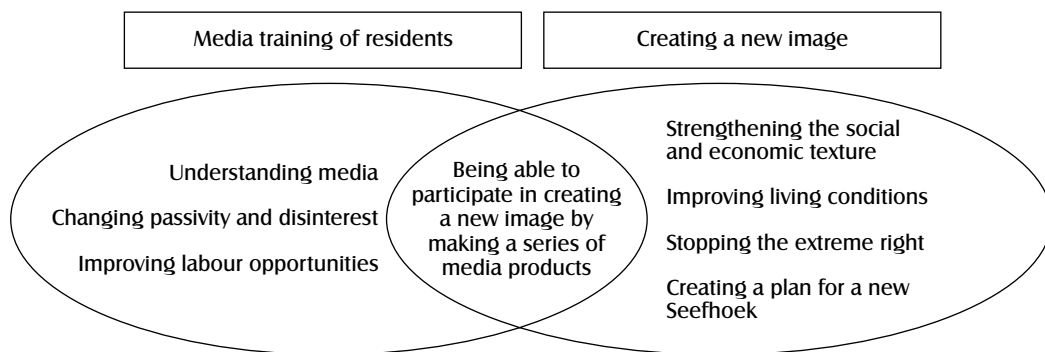 Media training of residents
Creating a new image
Understanding media
Changing passivity and disinterest
Improving labour opportunities
Being able to
participate in creating
a new image by
making a series of
media products
Strengthening the social
and economic texture
Improving living conditions
Stopping the extreme right
Creating a plan for a new
Seefhoek